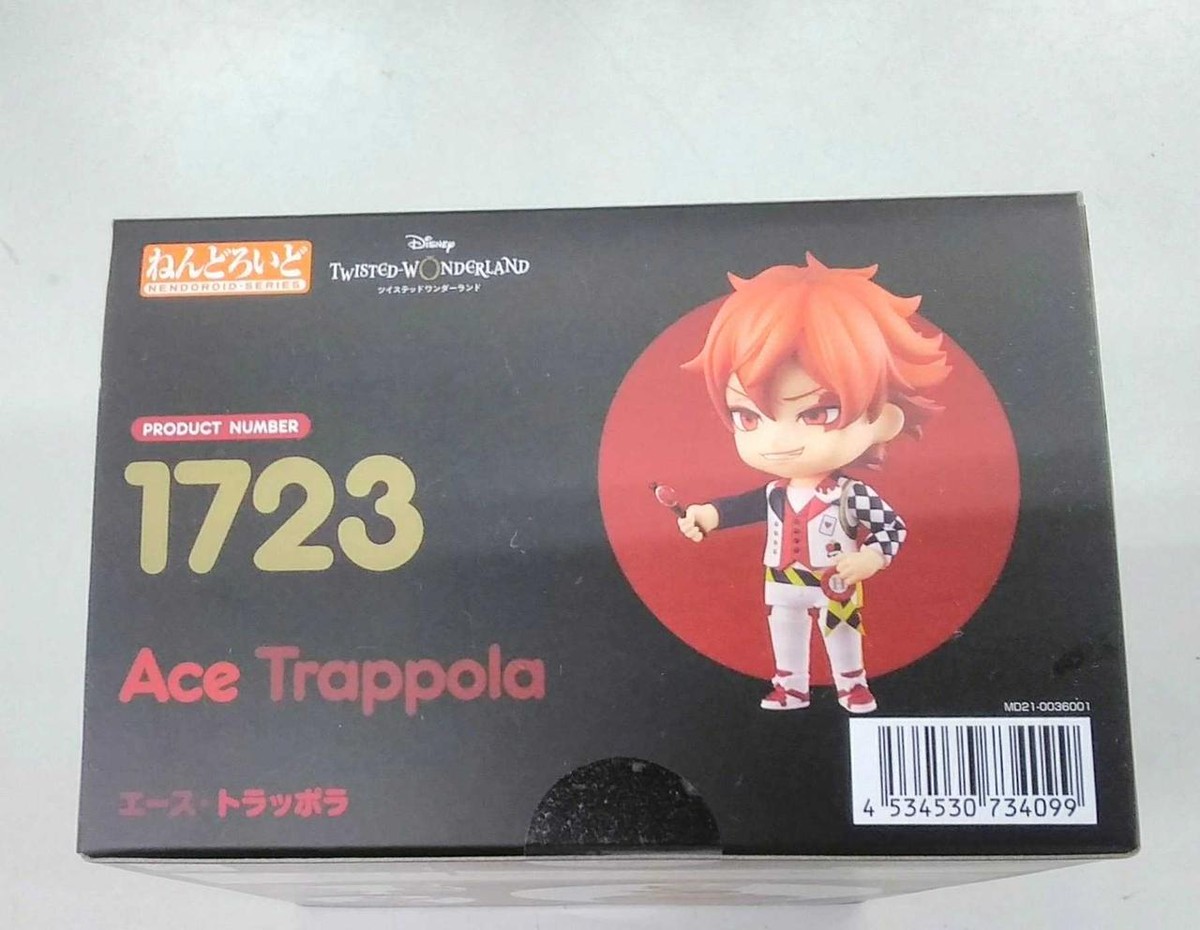 ねんどろいど
NENDOROID-SERIES
Disney
TWISTED-WONDERLAND
ツイステッドワンダーランド
PRODUCT NUMBER
1723
Ace Trappola
エース・トラッポラ
MD21-0036001
4 534530 734099